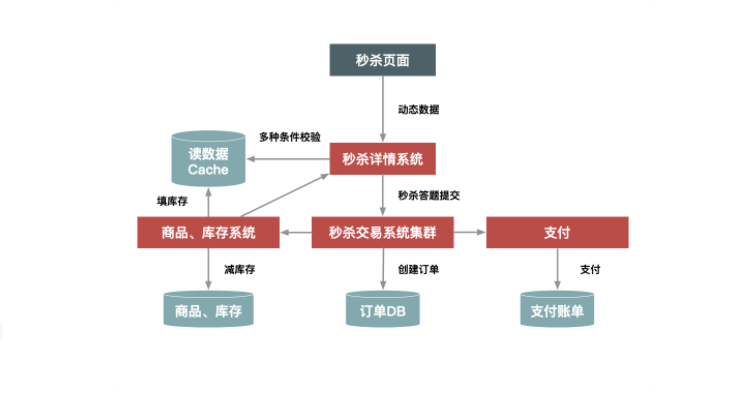 秒杀页面
动态数据
多种条件校验
读数据
Cache
秒杀详情系统
秒杀答题提交
填库存
商品、库存系统
秒杀交易系统集群
支付
减库存
创建订单
支付
商品、库存
订单DB
支付账单